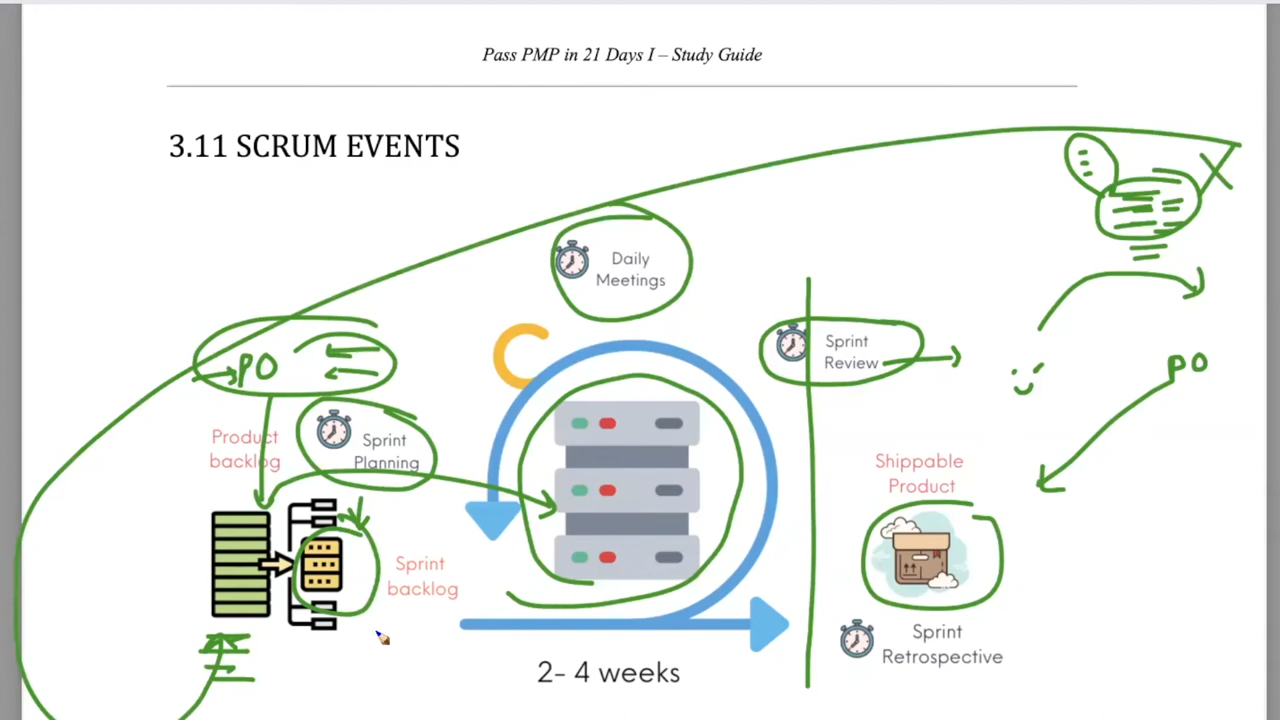 Pass PMP in 21 Days I – Study Guide
3.11 SCRUM EVENTS
Daily
Meetings
Sprint
Review
PO
PO
Product
backlog
Sprint
Planning
Shippable
Product
Sprint
backlog
Sprint
Retrospective
2- 4 weeks